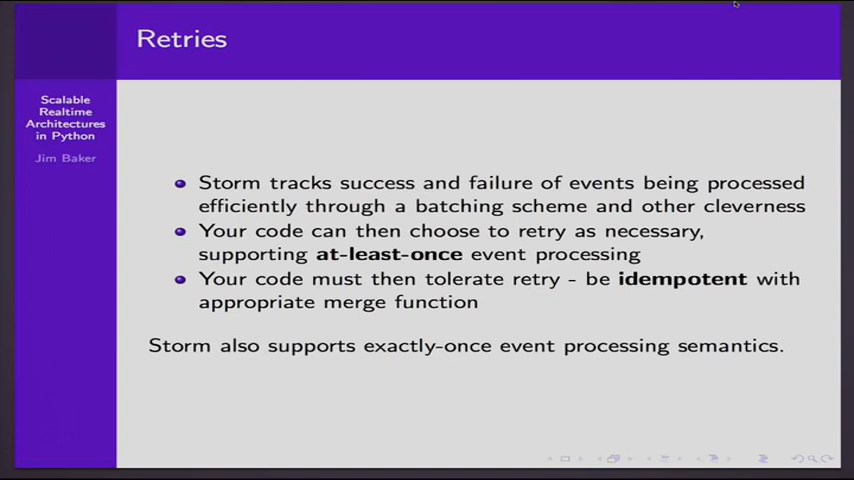 Retries
Scalable
Realtime
Architectures
in Python
Jim Baker
Storm tracks success and failure of events being processed
efficiently through a batching scheme and other cleverness
Your code can then choose to retry as necessary,
supporting at-least-once event processing
Your code must then tolerate retry - be idempotent with
appropriate merge function
Storm also supports exactly-once event processing semantics.